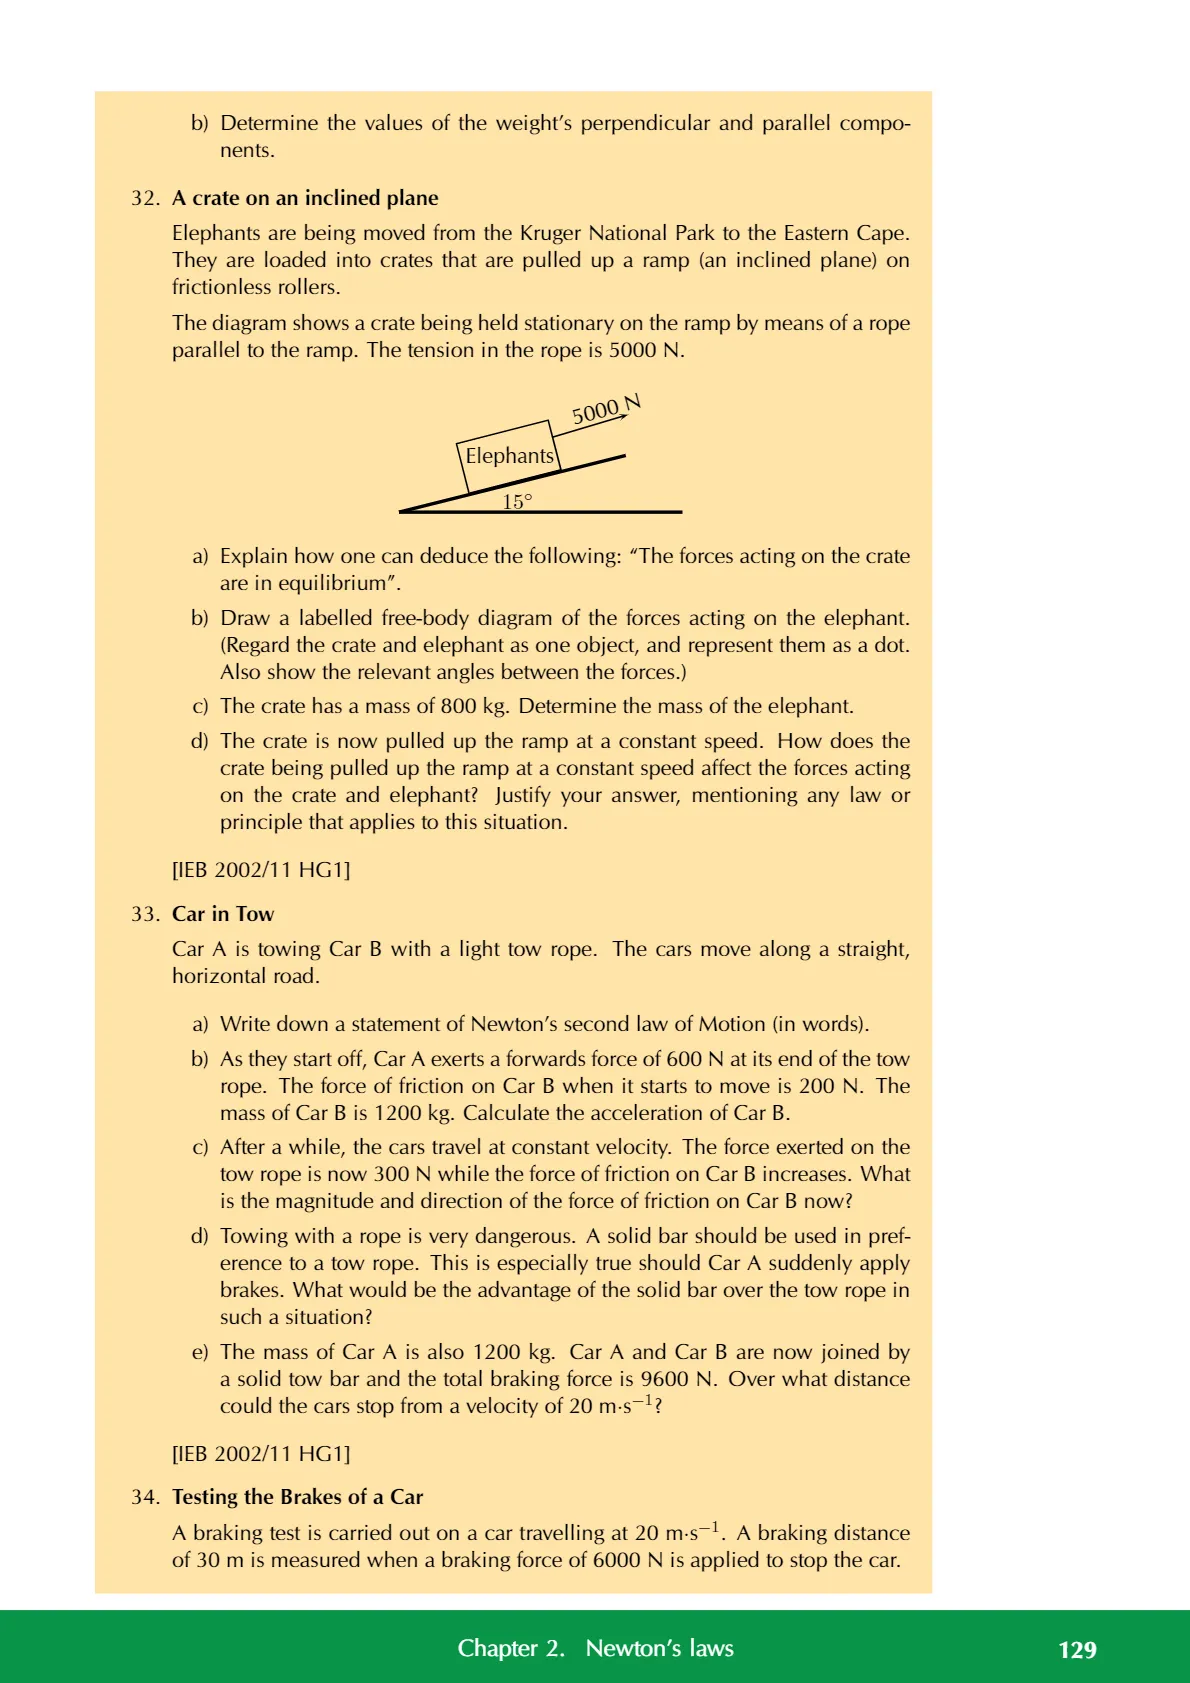 b) Determine the values of the weight's perpendicular and parallel compo-
nents.
32. A crate on an inclined plane
Elephants are being moved from the Kruger National Park to the Eastern Cape.
They are loaded into crates that are pulled up a ramp (an inclined plane) on
frictionless rollers.
The diagram shows a crate being held stationary on the ramp by means of a rope
parallel to the ramp. The tension in the rope is 5000 N.
5000 N
Elephants
15°
a) Explain how one can deduce the following: “The forces acting on the crate
are in equilibrium”.
b) Draw a labelled free-body diagram of the forces acting on the elephant.
(Regard the crate and elephant as one object, and represent them as a dot.
Also show the relevant angles between the forces.)
c) The crate has a mass of 800 kg. Determine the mass of the elephant.
d) The crate is now pulled up the ramp at a constant speed. How does the
crate being pulled up the ramp at a constant speed affect the forces acting
on the crate and elephant? Justify your answer, mentioning any law or
principle that applies to this situation.
[IEB 2002/11 HG1]
33. Car in Tow
Car A is towing Car B with a light tow rope. The cars move along a straight,
horizontal road.
a) Write down a statement of Newton's second law of Motion (in words).
b) As they start off, Car A exerts a forwards force of 600 N at its end of the tow
rope. The force of friction on Car B when it starts to move is 200 N. The
mass of Car B is 1200 kg. Calculate the acceleration of Car B.
c) After a while, the cars travel at constant velocity. The force exerted on the
tow rope is now 300 N while the force of friction on Car B increases. What
is the magnitude and direction of the force of friction on Car B now?
d) Towing with a rope is very dangerous. A solid bar should be used in pref-
erence to a tow rope. This is especially true should Car A suddenly apply
brakes. What would be the advantage of the solid bar over the tow rope in
such a situation?
e) The mass of Car A is also 1200 kg. Car A and Car B are now joined by
a solid tow bar and the total braking force is 9600 N. Over what distance
could the cars stop from a velocity of 20 m·s⁻¹?
[IEB 2002/11 HG1]
34. Testing the Brakes of a Car
A braking test is carried out on a car travelling at 20 m·s⁻¹. A braking distance
of 30 m is measured when a braking force of 6000 N is applied to stop the car.
Chapter 2. Newton's laws
129